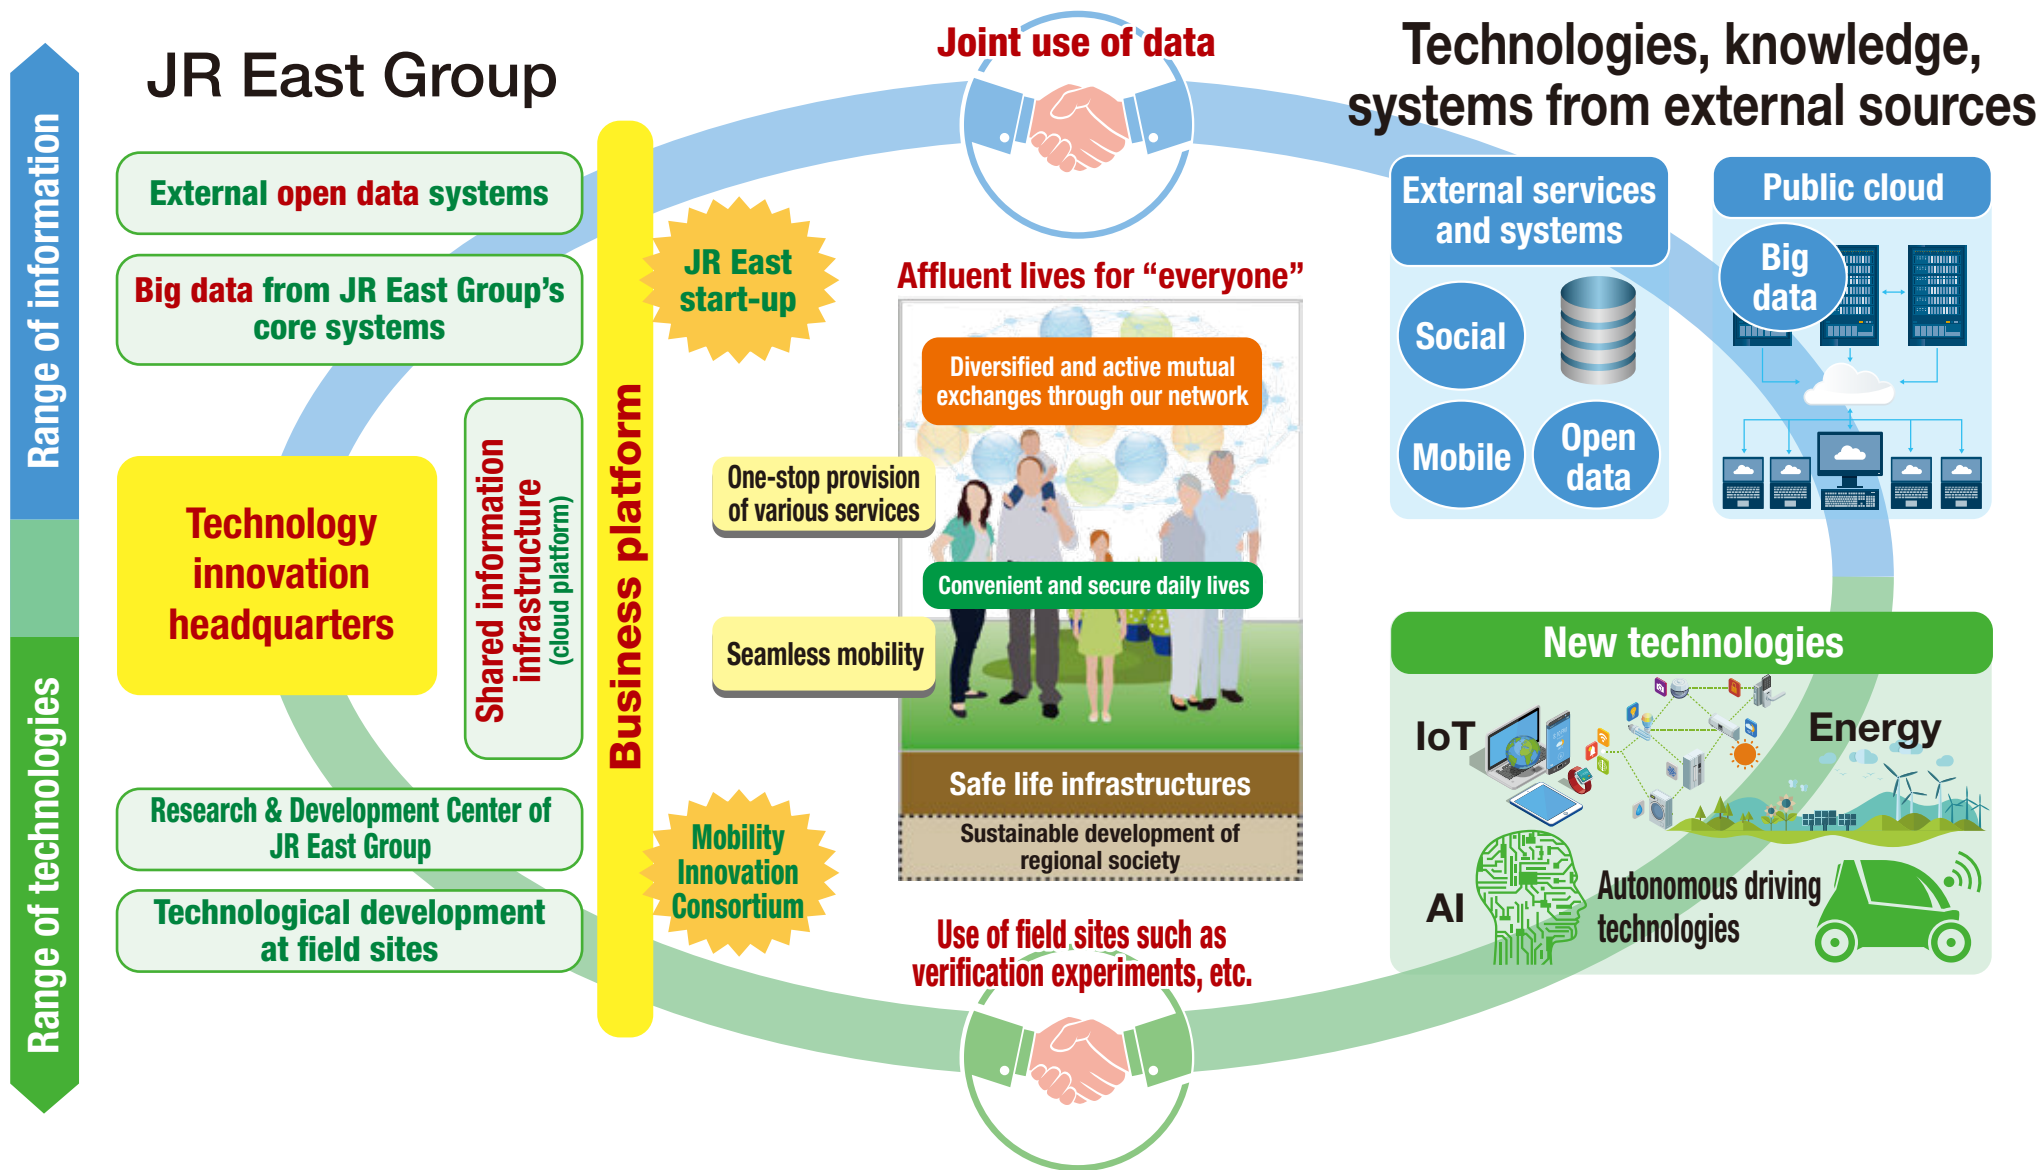 JR East Group
Joint use of data
Technologies, knowledge,
systems from external sources
Range of information
Range of technologies
External open data systems
Big data from JR East Group’s
core systems
Technology
innovation
headquarters
Shared information
infrastructure
(cloud platform)
Research & Development Center of
JR East Group
Technological development
at field sites
Business platform
JR East
start-up
Mobility
Innovation
Consortium
Affluent lives for “everyone”
Diversified and active mutual
exchanges through our network
One-stop provision
of various services
Convenient and secure daily lives
Seamless mobility
Safe life infrastructures
Sustainable development of
regional society
Use of field sites such as
verification experiments, etc.
External services
and systems
Social
Mobile
Open
data
Public cloud
Big
data
New technologies
IoT
Energy
AI
Autonomous driving
technologies